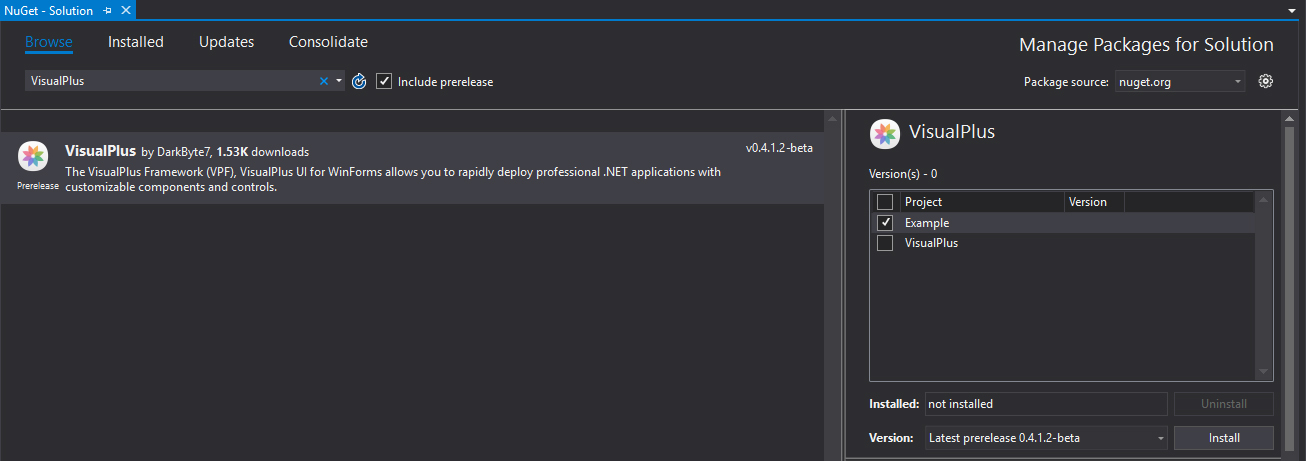 NuGet - Solution
Browse Installed Updates Consolidate
Manage Packages for Solution
VisualPlus
Include prerelease
Package source: nuget.org
VisualPlus by DarkByte7, 1.53K downloads
v0.4.1.2-beta
The VisualPlus Framework (VPF), VisualPlus UI for WinForms allows you to rapidly deploy professional .NET applications with
Prerelease
customizable components and controls.
VisualPlus
Version(s) - 0
Project Version
Example
VisualPlus
Installed: not installed Uninstall
Version: Latest prerelease 0.4.1.2-beta Install